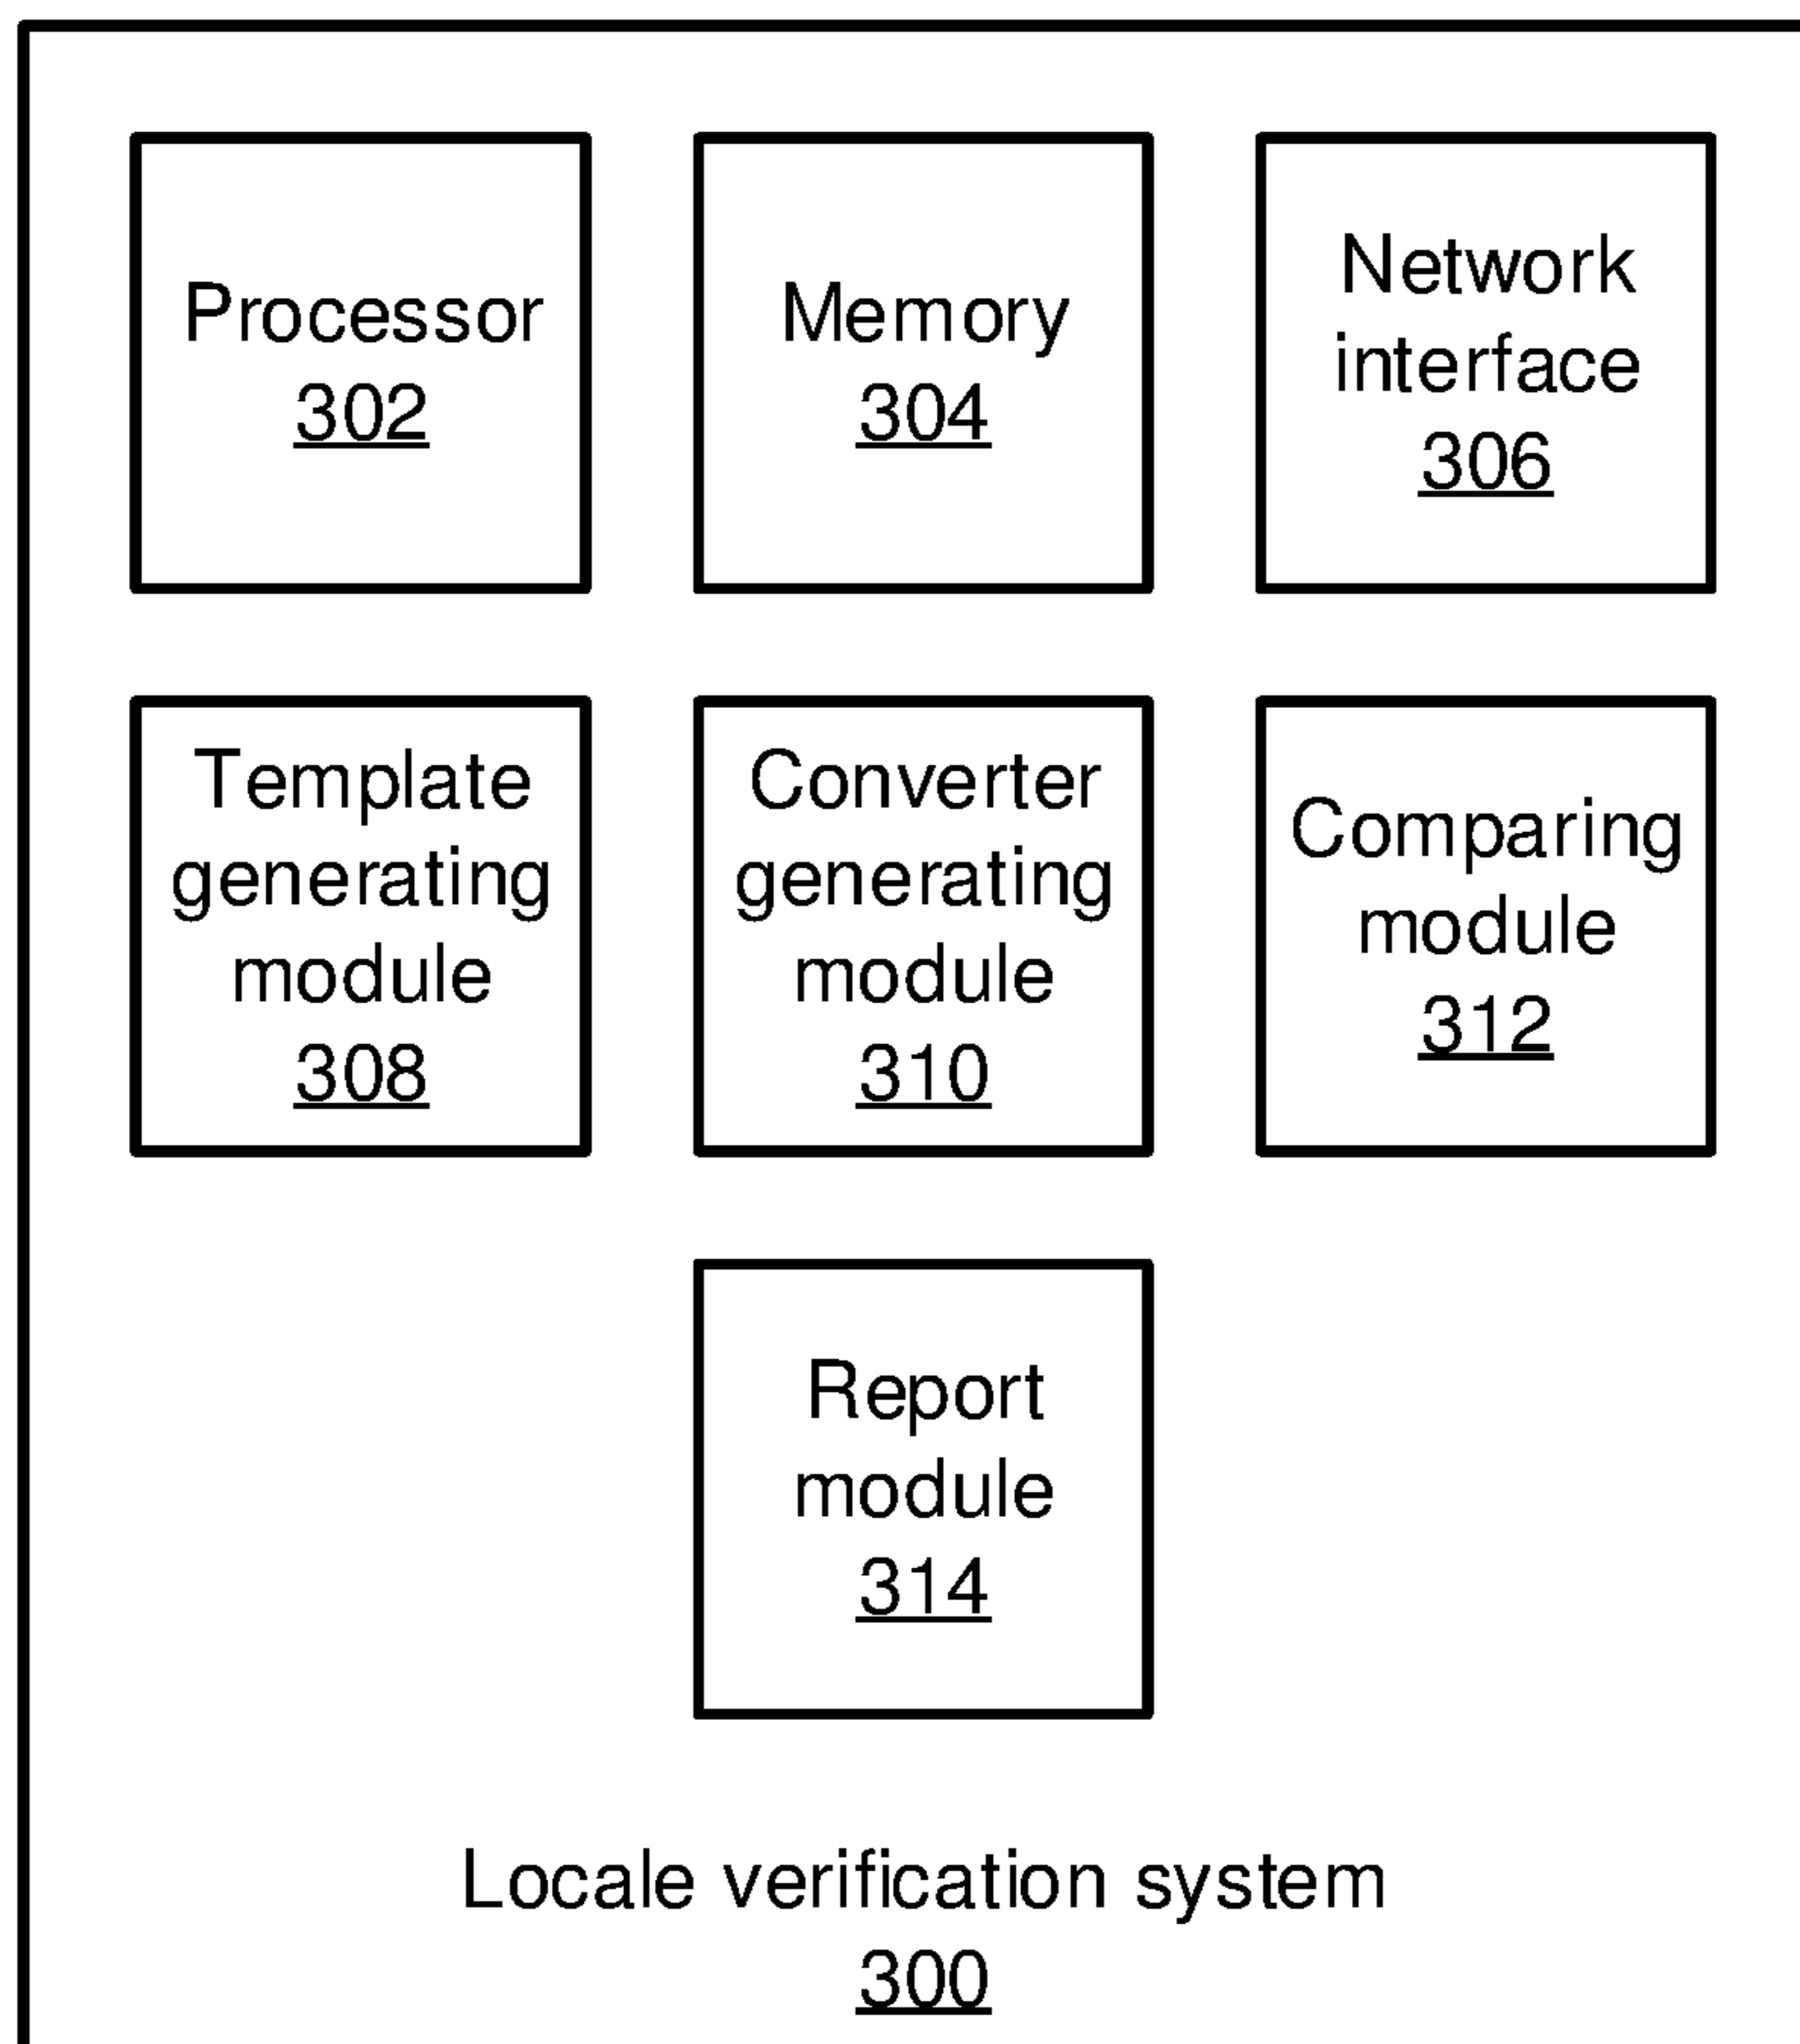 Processor
302
Memory
304
Network
interface
306
Template
generating
module
308
Converter
generating
module
310
Comparing
module
312
Report
module
314
Locale verification system
300